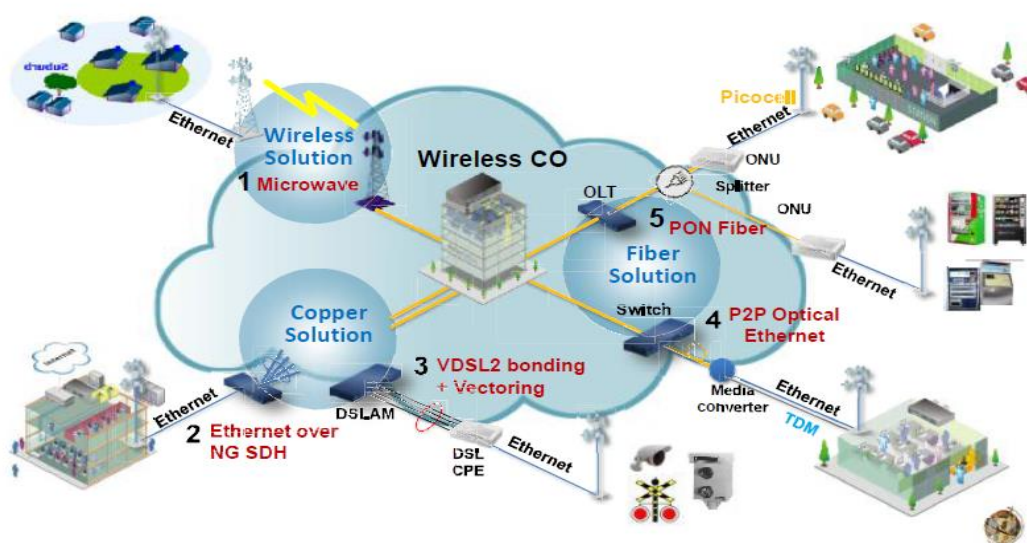 Suburb
Ethernet
Wireless
Solution
1 Microwave
Wireless CO
Picocell
Ethernet
ONU
Splitter
OLT
ONU
5 PON Fiber
Ethernet
Fiber
Solution
Copper
Solution
Switch
4 P2P Optical
Ethernet
Internet
3 VDSL2 bonding
+ Vectoring
Ethernet
DSLAM
Media
converter
Ethernet
TDM
2 Ethernet over
NG SDH
DSL
CPE
Ethernet